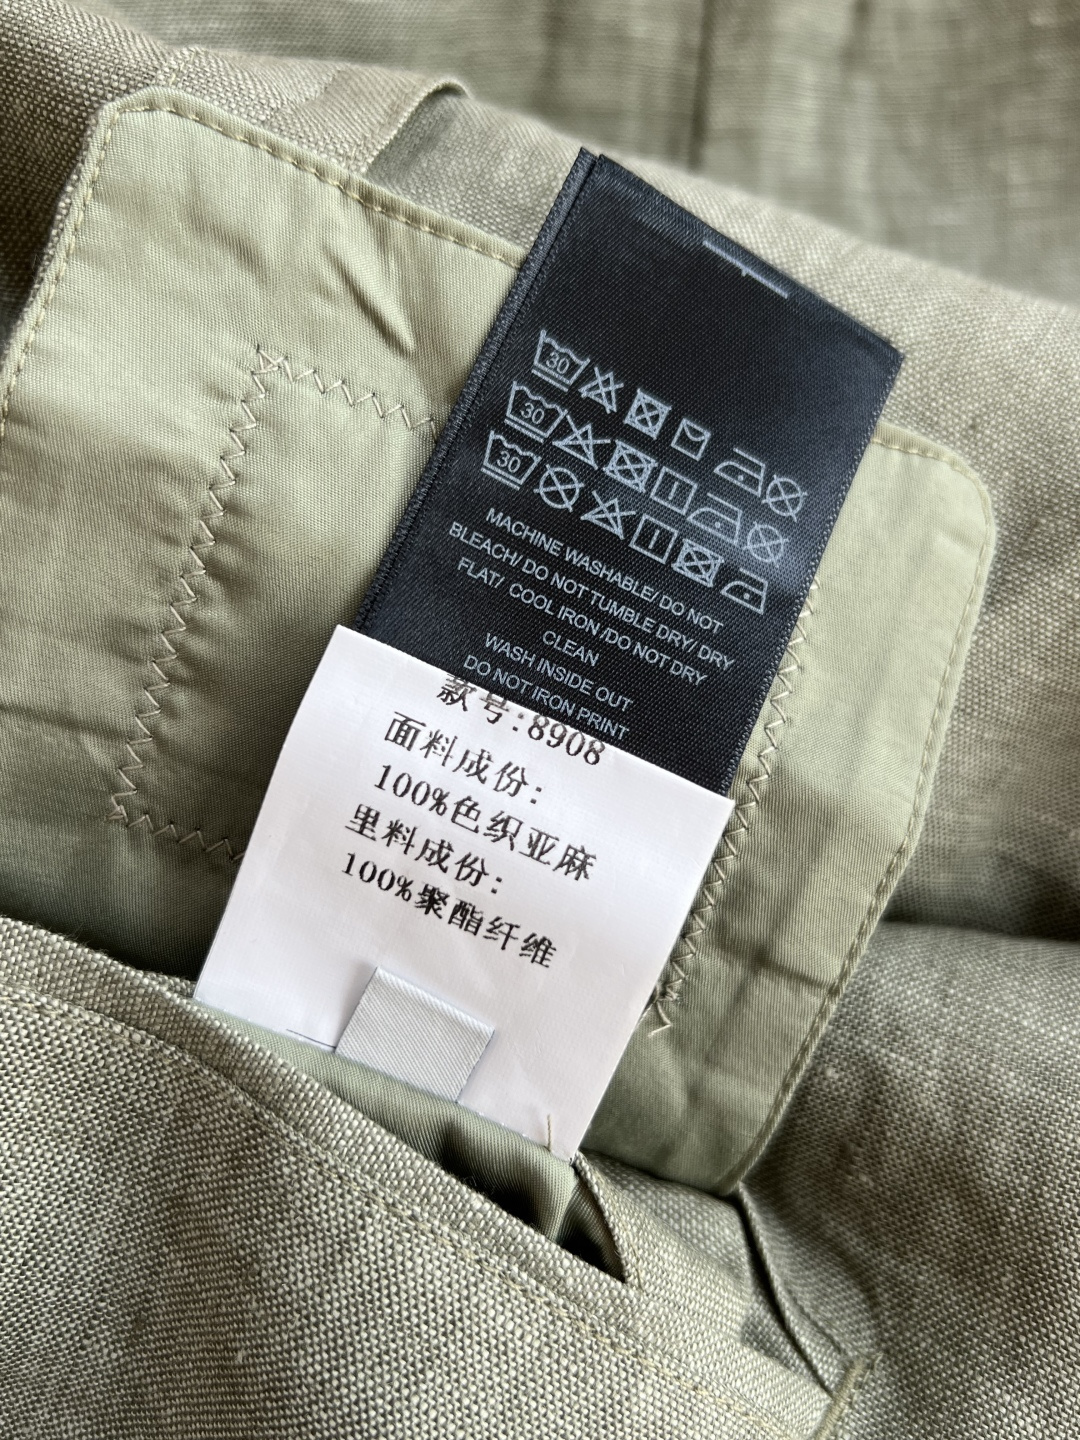 30
30
30
MACHINE WASHABLE/ DO NOT
BLEACH/ DO NOT TUMBLE DRY/ DRY
FLAT/ COOL IRON /DO NOT DRY
CLEAN
WASH INSIDE OUT
DO NOT IRON PRINT
款号:8908
面料成份:
100%色织亚麻
里料成份:
100%聚酯纤维